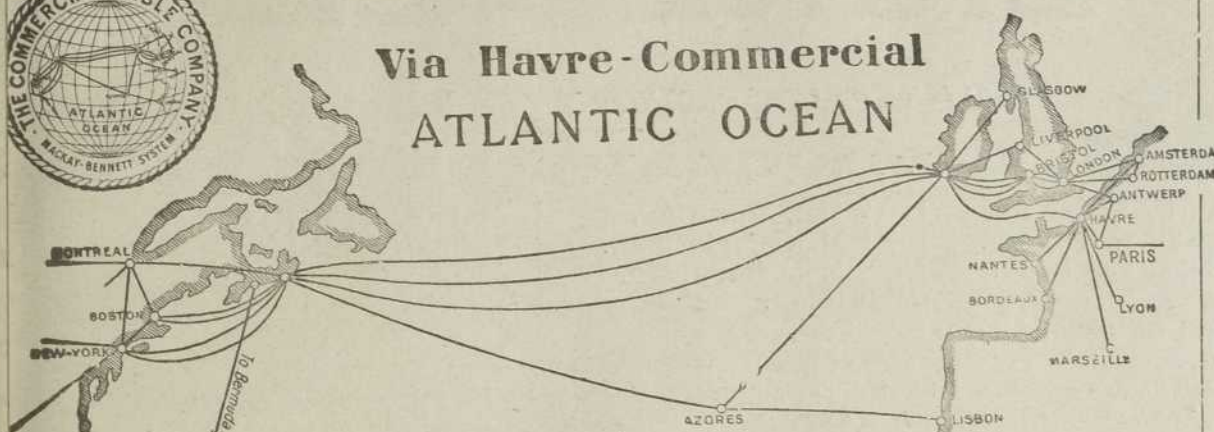 THE COMMERCIAL CABLE COMPANY
ATLANTIC
OCEAN
MACKAY-BENNETT SYSTEM
Via Havre-Commercial
ATLANTIC OCEAN
GLASGOW
LIVERPOOL
BRISTOL
LONDON
AMSTERDA
ROTTERDAM
ANTWERP
HAVRE
PARIS
MONTREAL
NANTES
BORDEAUX
LYON
BOSTON
NEW-YORK
MARSEILLE
To Bermuda
AZORES
LISBON